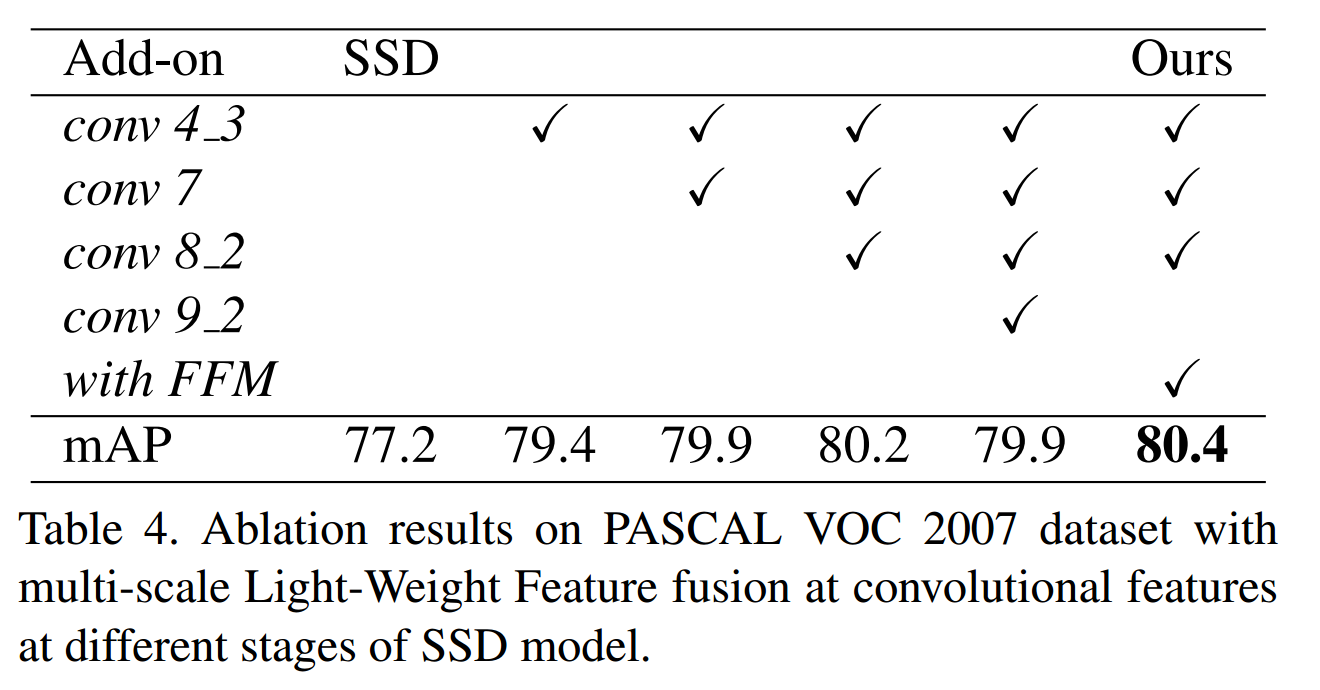 Add-on SSD Ours
conv 4_3 ✓ ✓ ✓ ✓ ✓
conv 7 ✓ ✓ ✓ ✓
conv 8_2 ✓ ✓ ✓
conv 9_2 ✓
with FFM ✓
mAP 77.2 79.4 79.9 80.2 79.9 80.4
Table 4. Ablation results on PASCAL VOC 2007 dataset with
multi-scale Light-Weight Feature fusion at convolutional features
at different stages of SSD model.